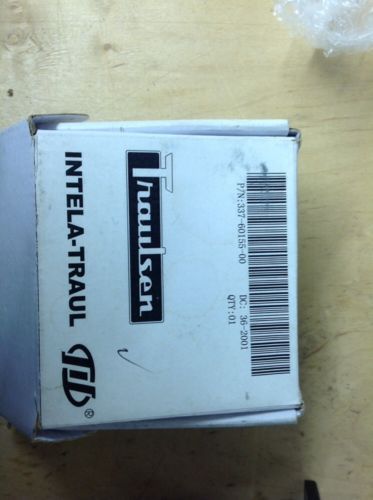 P/N:337-60155-00
DC: 36-2001
QTY:01
Traulsen
INTELA-TRAUL ®